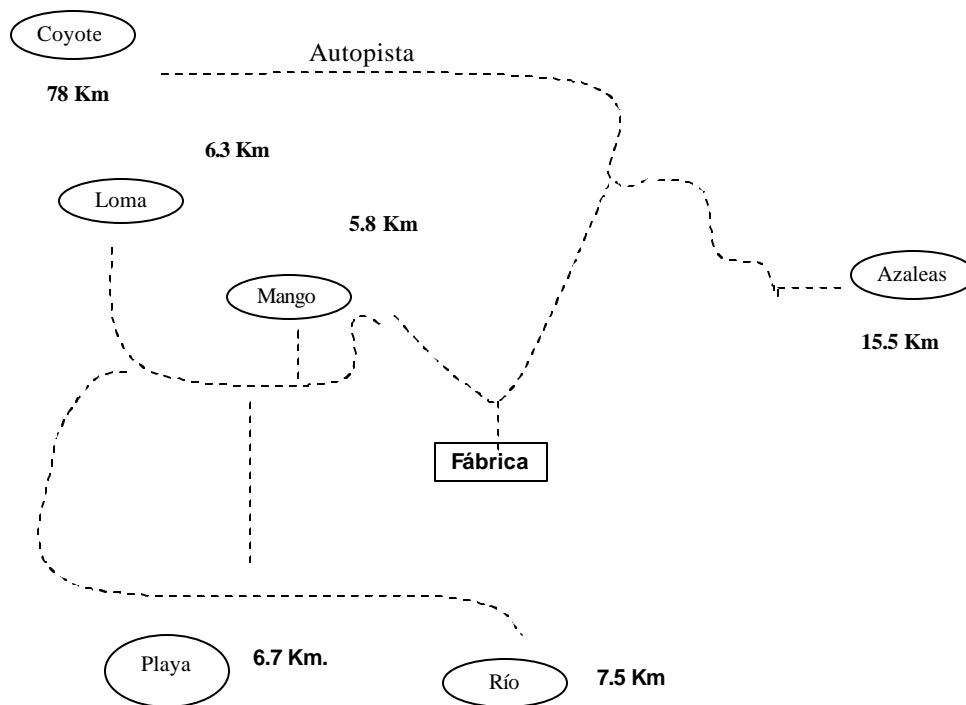 Coyote
Autopista
78 Km
6.3 Km
Loma
5.8 Km
Azaleas
Mango
15.5 Km
Fábrica
Playa
6.7 Km.
Río
7.5 Km